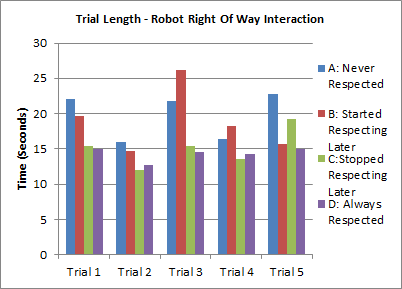 Trial Length - Robot Right Of Way Interaction
30
25
20
15
10
5
0
Time (Seconds)
Trial 1 Trial 2 Trial 3 Trial 4 Trial 5
A: Never
Respected
B: Started
Respecting
Later
C:Stopped
Respecting
Later
D: Always
Respected